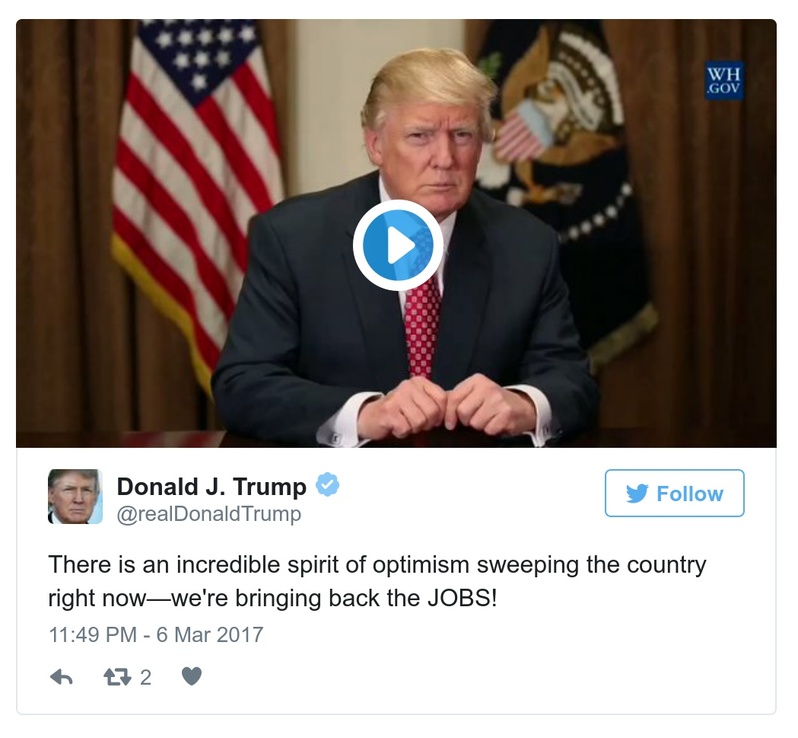 WH
.GOV
Donald J. Trump
@realDonaldTrump
Follow
There is an incredible spirit of optimism sweeping the country
right now—we're bringing back the JOBS!
11:49 PM - 6 Mar 2017
2